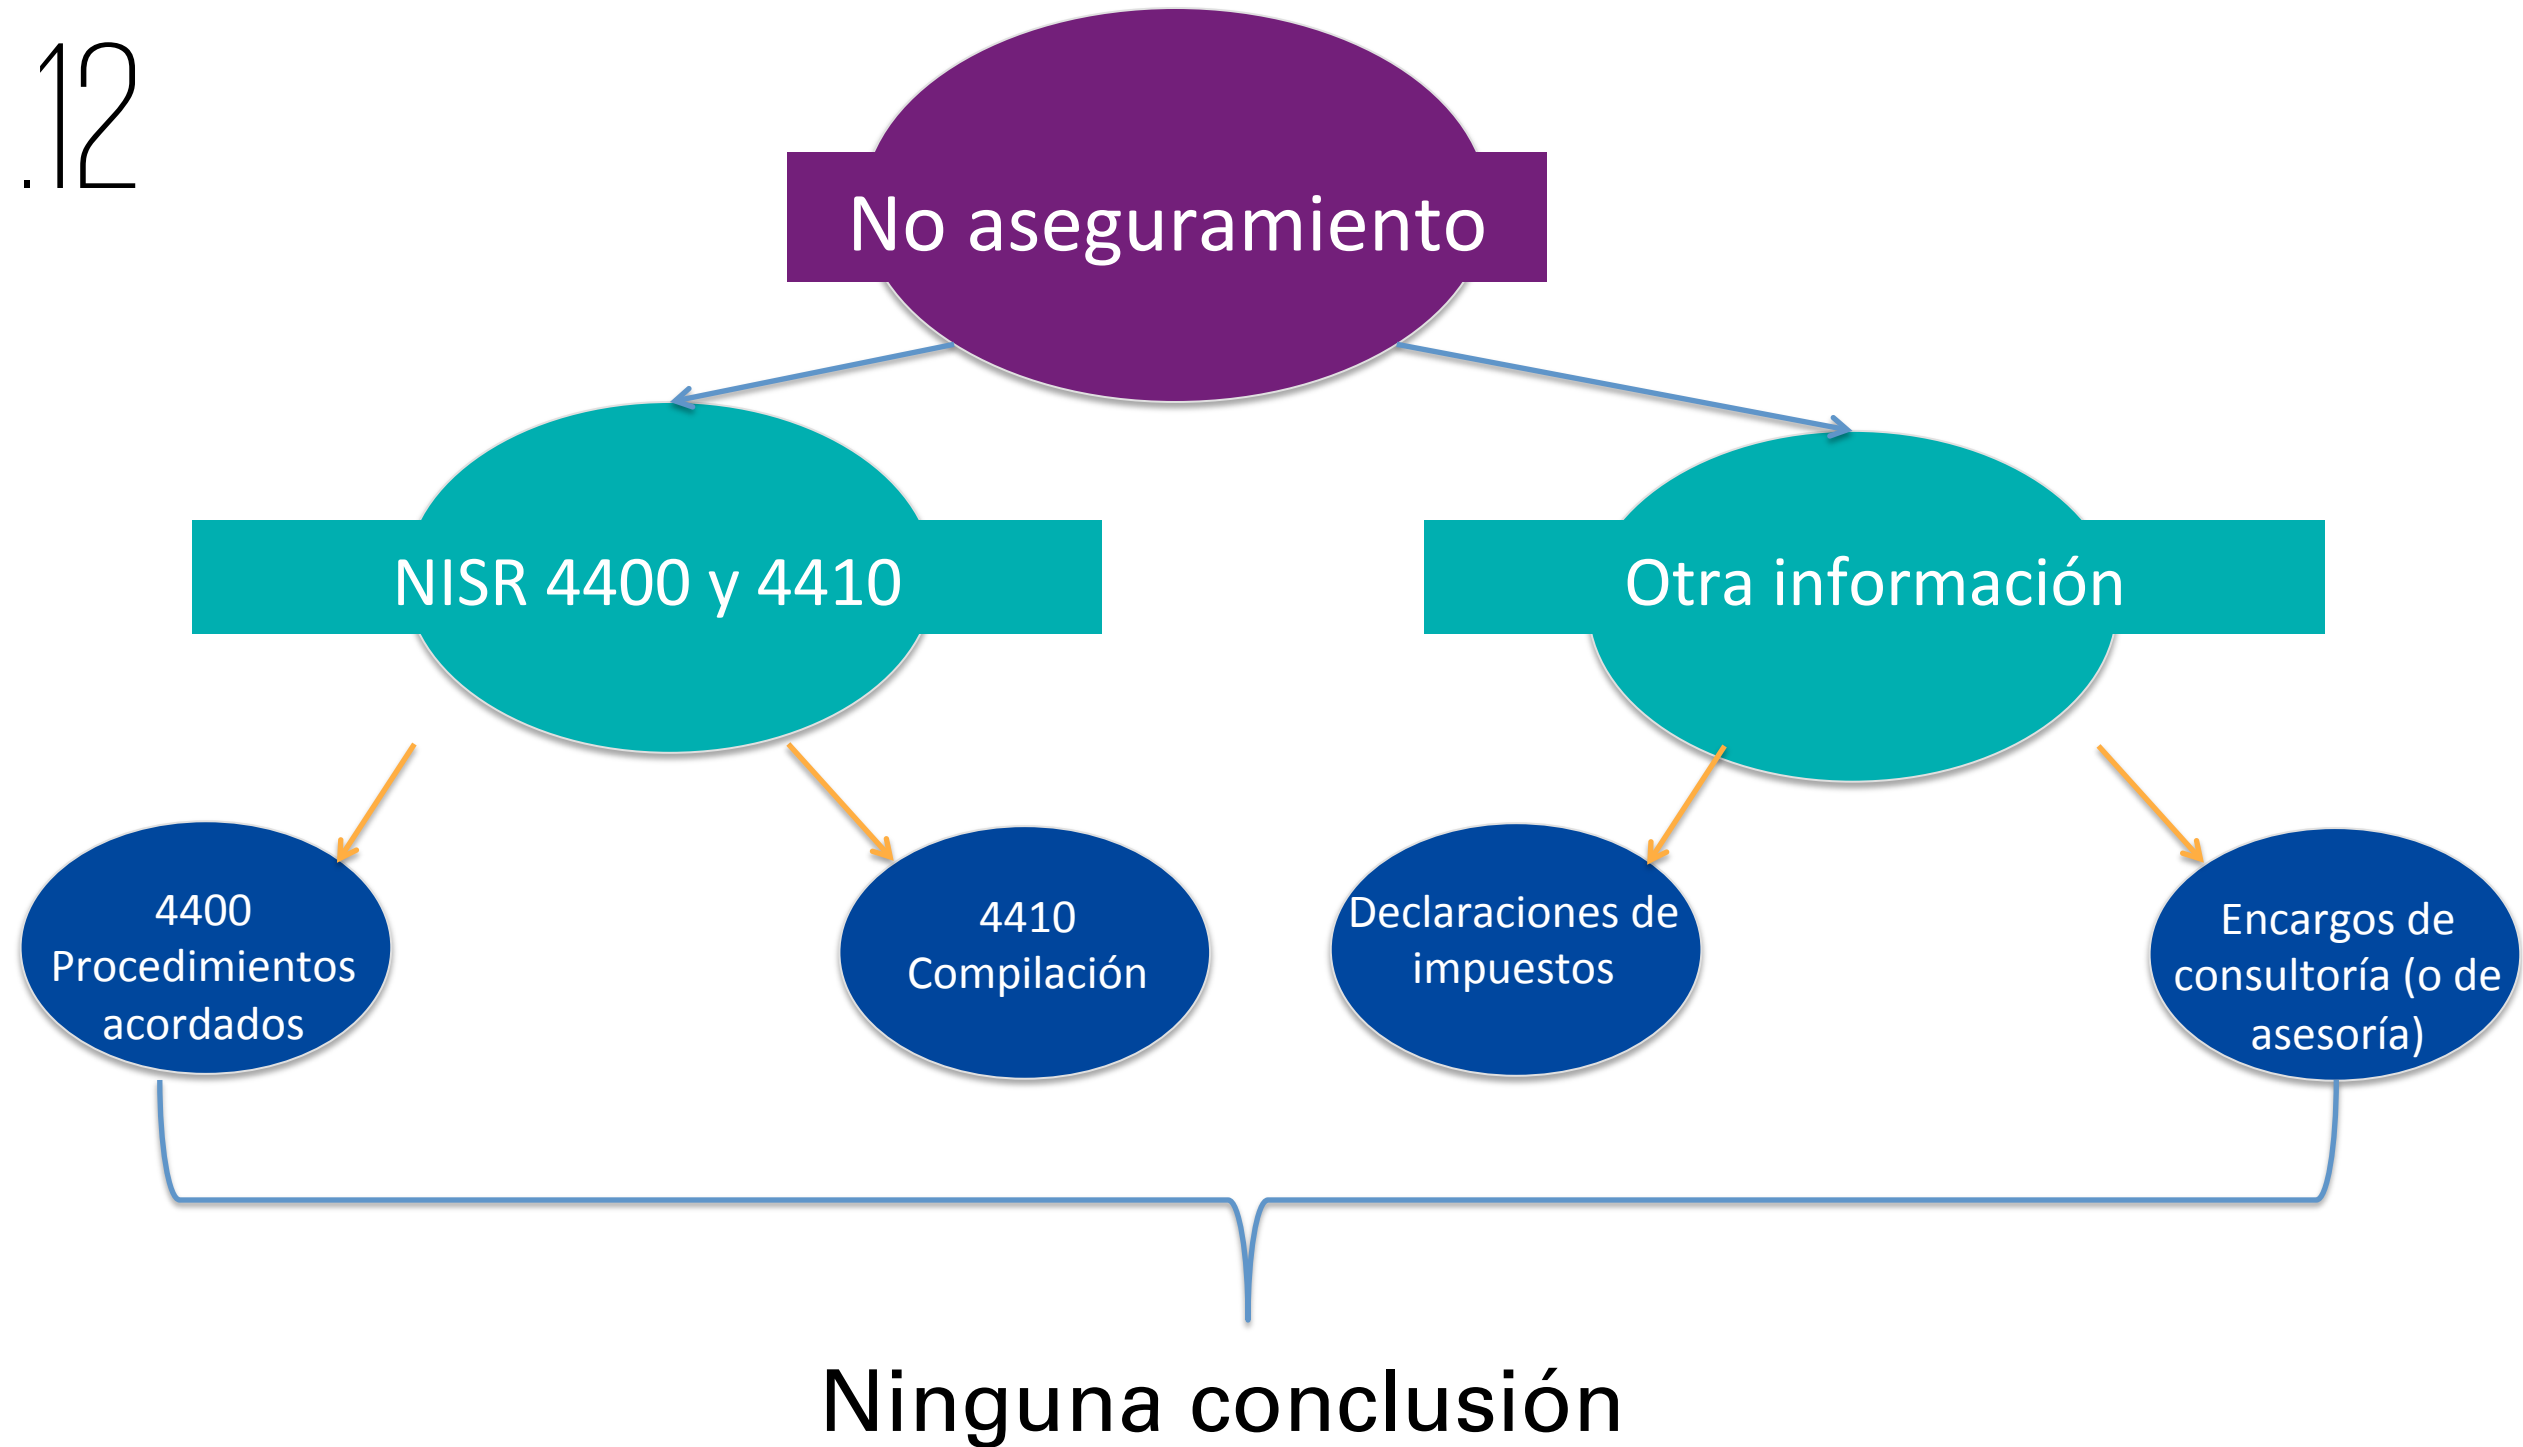 .12
No aseguramiento
NISR 4400 y 4410
Otra información
4400
Procedimientos
acordados
4410
Compilación
Declaraciones de
impuestos
Encargos de
consultoría (o de
asesoría)
Ninguna conclusión